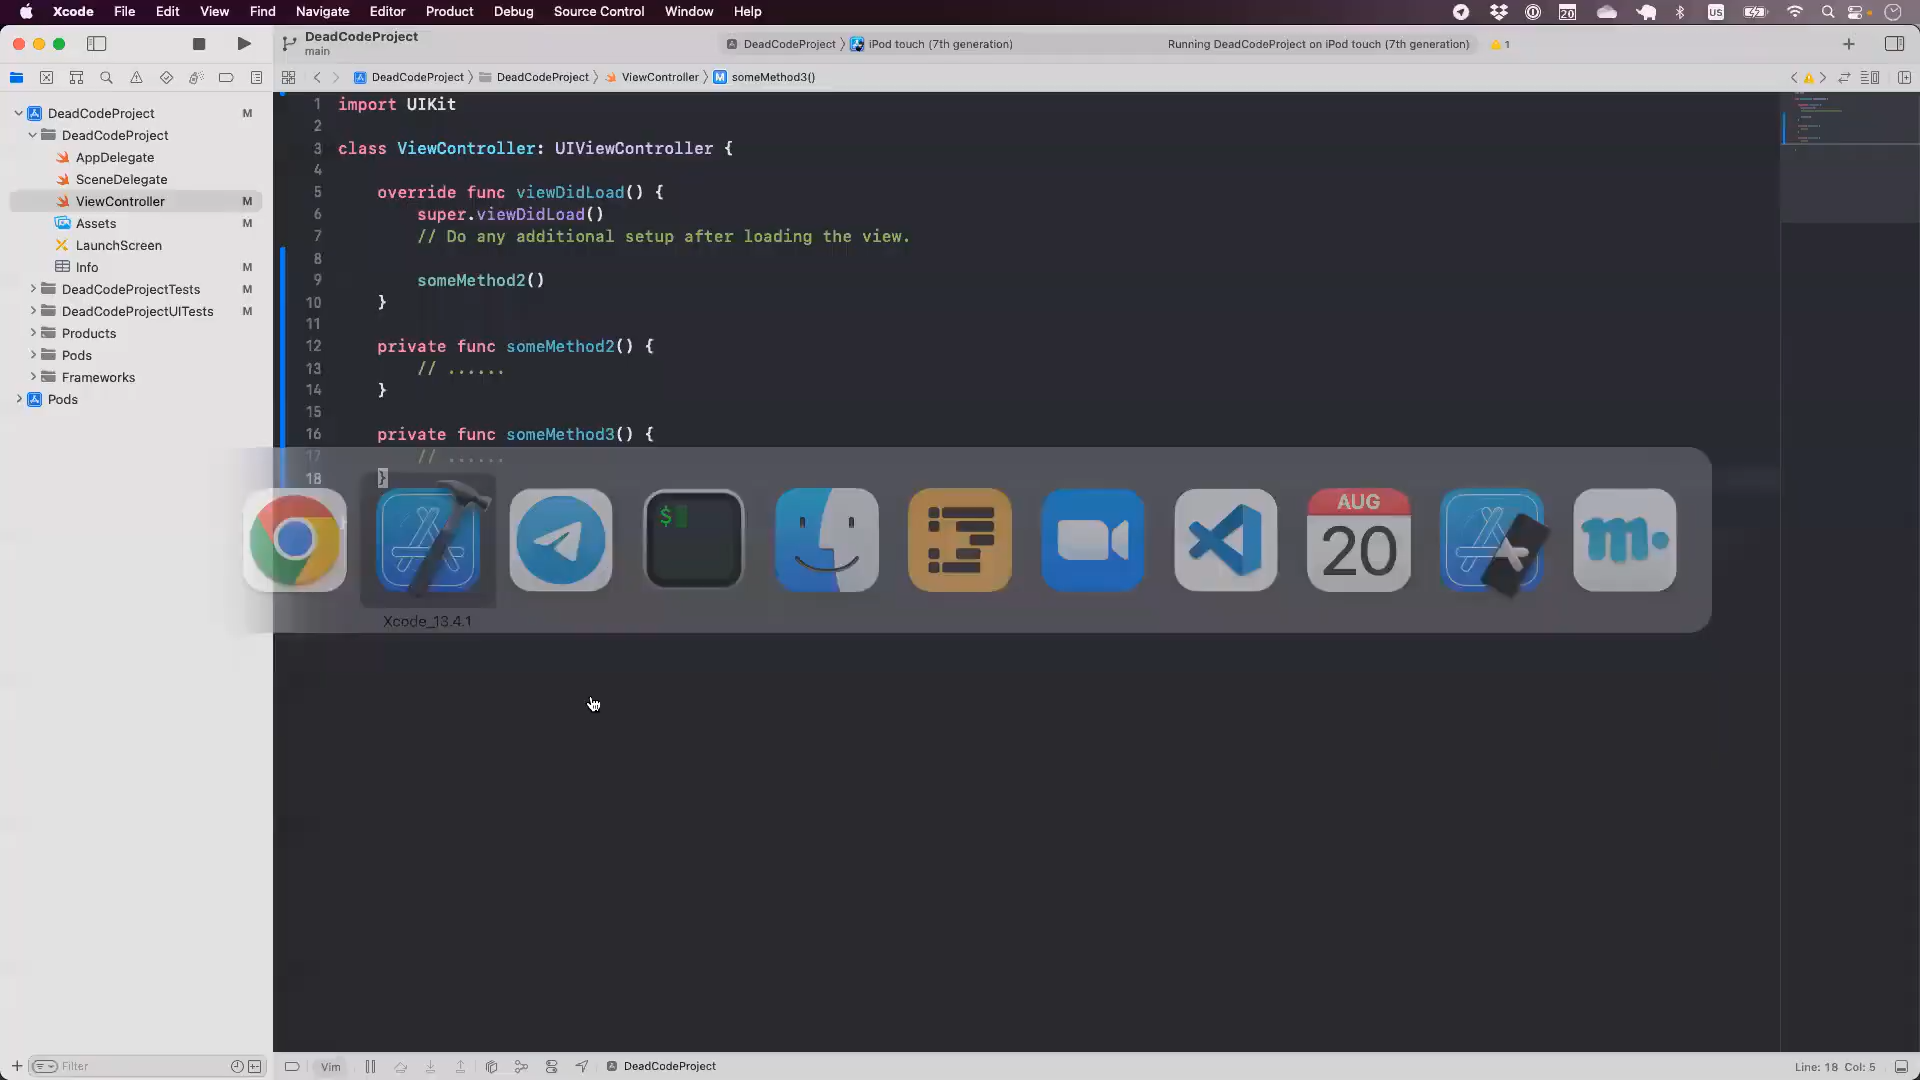 Xcode File Edit View Find Navigate Editor Product Debug Source Control Window Help 20 US
DeadCodeProject
main
DeadCodeProject iPod touch (7th generation)
Running DeadCodeProject on iPod touch (7th generation) 1
DeadCodeProject DeadCodeProject ViewController M someMethod3()
DeadCodeProject M
DeadCodeProject
AppDelegate
SceneDelegate
ViewController M
Assets M
LaunchScreen
Info M
DeadCodeProjectTests M
DeadCodeProjectUITests M
Products
Pods
Frameworks
Pods
1 import UIKit
2
3 class ViewController: UIViewController {
4
5 override func viewDidLoad() {
6 super.viewDidLoad()
7 // Do any additional setup after loading the view.
8
9 someMethod2()
10 }
11
12 private func someMethod2() {
13 // ......
14 }
15
16 private func someMethod3() {
17 // ......
18 }
$
AUG
20
m.
Xcode_13.4.1
Filter
Vim
DeadCodeProject
Line: 18 Col: 5